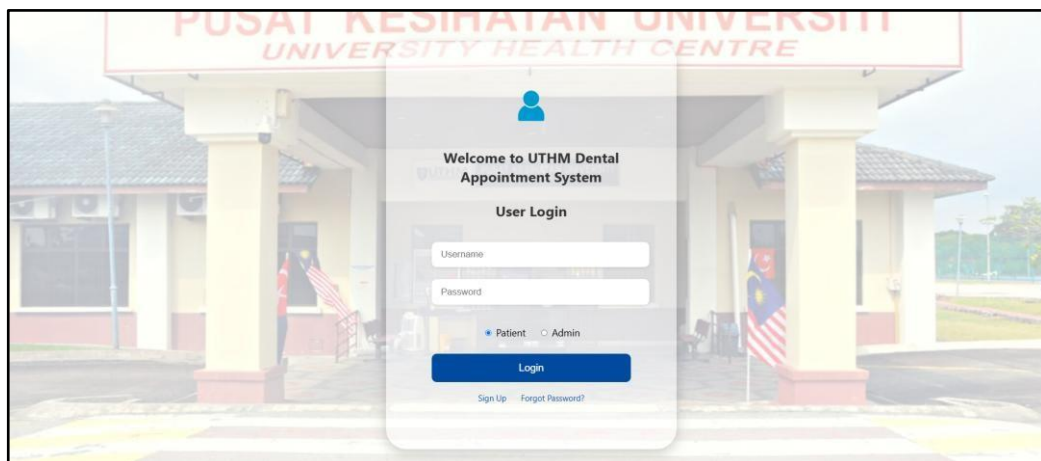 PUSAT KESIHATAN UNIVERSITI
UNIVERSITY HEALTH CENTRE
Welcome to UTHM Dental
Appointment System
User Login
Username
Password
Patient Admin
Login
Sign Up Forgot Password?